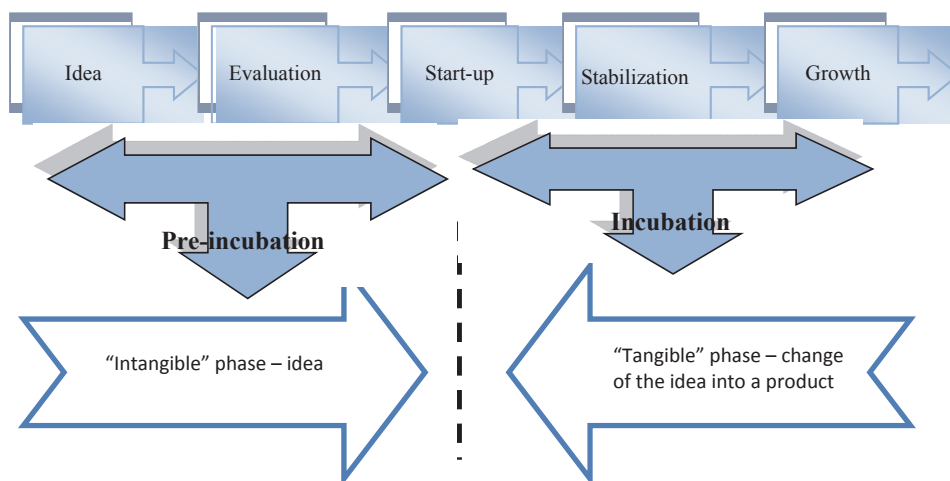 Idea
Evaluation
Start-up
Stabilization
Growth
Pre-incubation
Incubation
“Intangible” phase – idea
“Tangible” phase – change
of the idea into a product